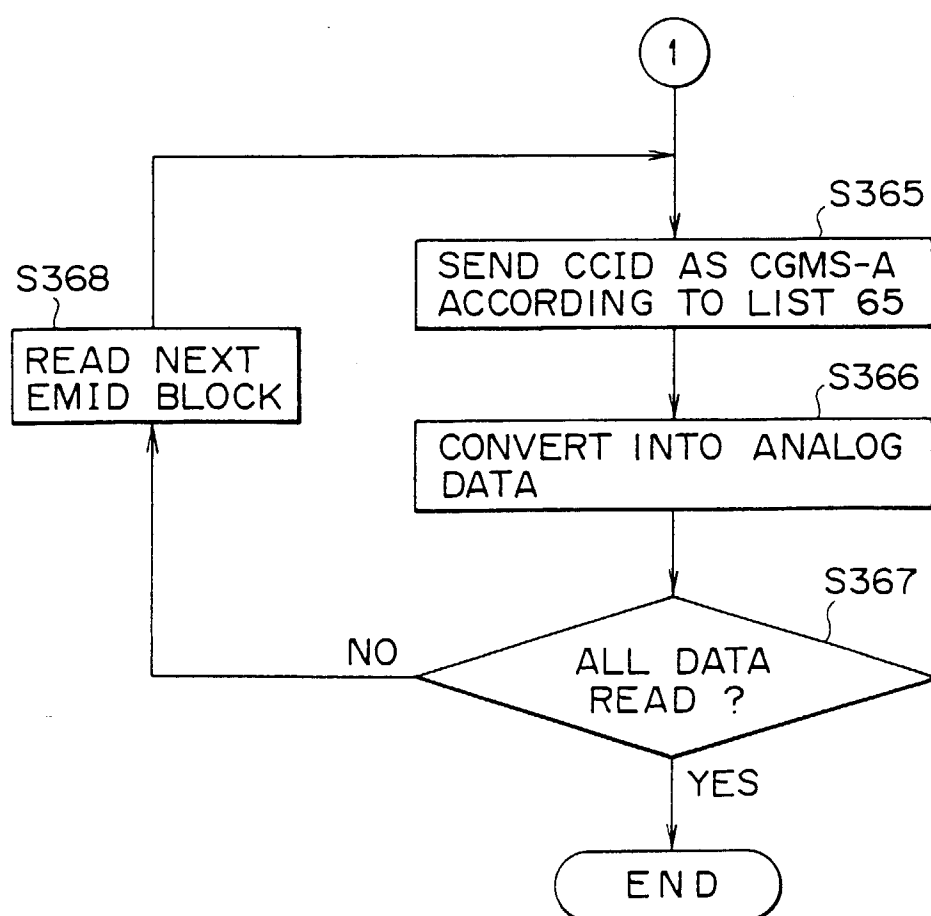 1
S365
SEND CCID AS CGMS-A
ACCORDING TO LIST 65
S368
READ NEXT
EMID BLOCK
S366
CONVERT INTO ANALOG
DATA
S367
NO
ALL DATA
READ ?
YES
END